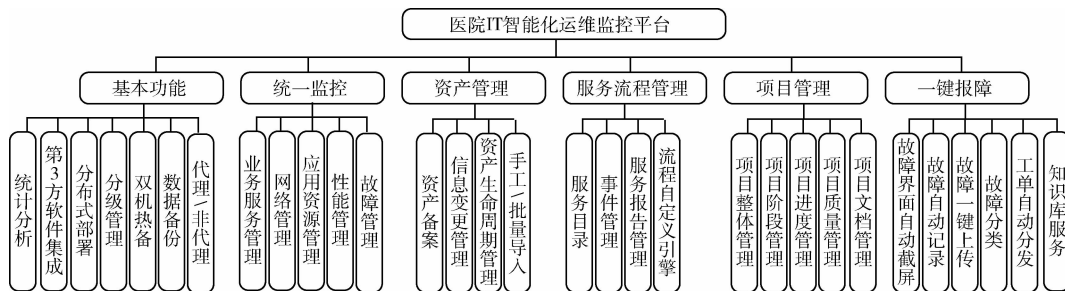 医院IT智能化运维监控平台
基本功能
统一监控
资产管理
服务流程管理
项目管理
一键报障
统计分析
第3方软件集成
分布式部署
分级管理
双机热备
数据备份
代理/非代理
业务服务管理
网络管理
应用资源管理
性能管理
故障管理
资产备案
信息变更管理
资产生命周期管理
手工/批量导入
服务目录
事件管理
服务报告管理
流程自定义引擎
项目整体管理
项目阶段管理
项目进度管理
项目质量管理
项目文档管理
故障界面自动截屏
故障自动记录
故障一键上传
故障分类
工单自动分发
知识库服务